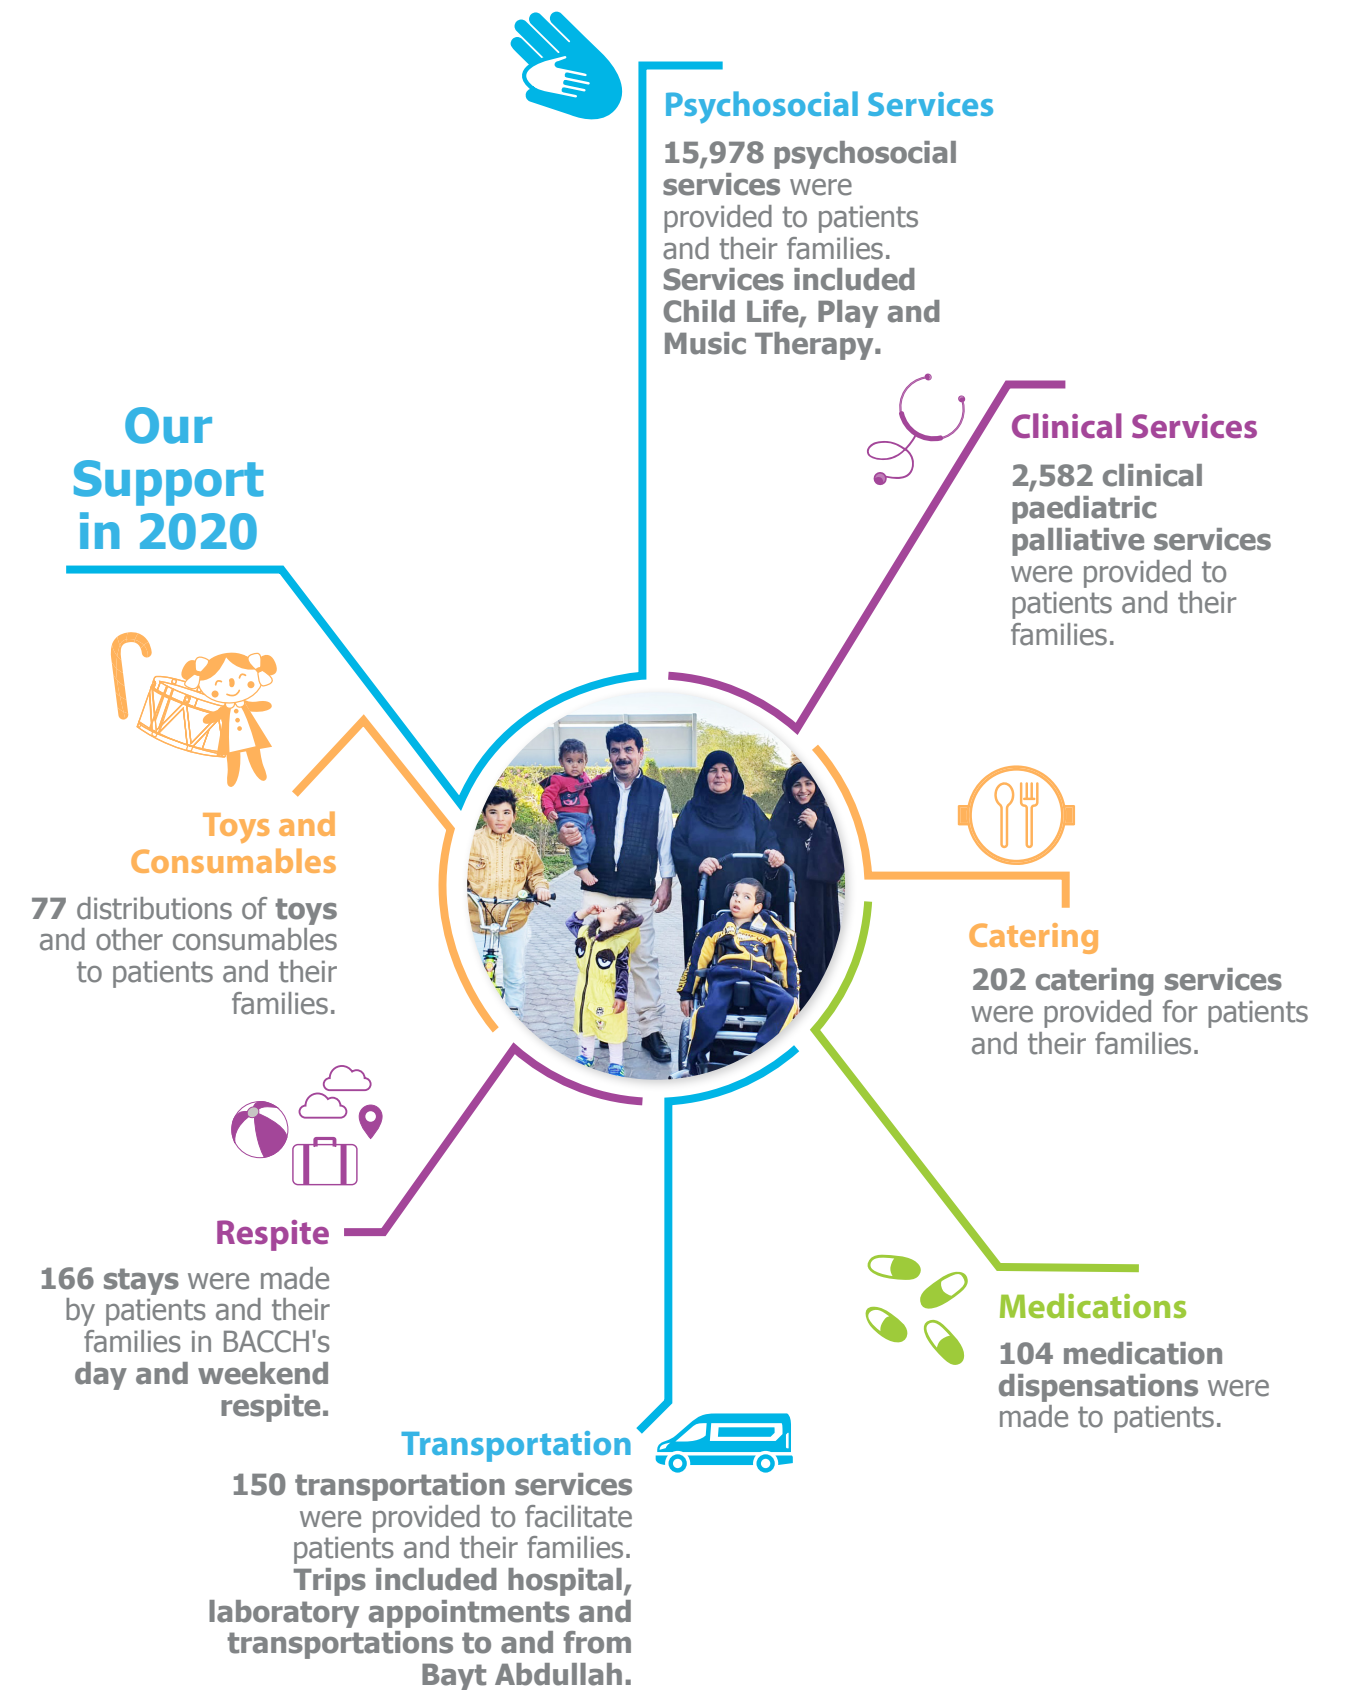 Our
Support
in 2020
Psychosocial Services
15,978 psychosocial
services were
provided to patients
and their families.
Services included
Child Life, Play and
Music Therapy.
Clinical Services
2,582 clinical
paediatric
palliative services
were provided to
patients and their
families.
Catering
202 catering services
were provided for patients
and their families.
Medications
104 medication
dispensations were
made to patients.
Transportation
150 transportation services
were provided to facilitate
patients and their families.
Trips included hospital,
laboratory appointments and
transportations to and from
Bayt Abdullah.
Respite
166 stays were made
by patients and their
families in BACCH's
day and weekend
respite.
Toys and
Consumables
77 distributions of toys
and other consumables
to patients and their
families.